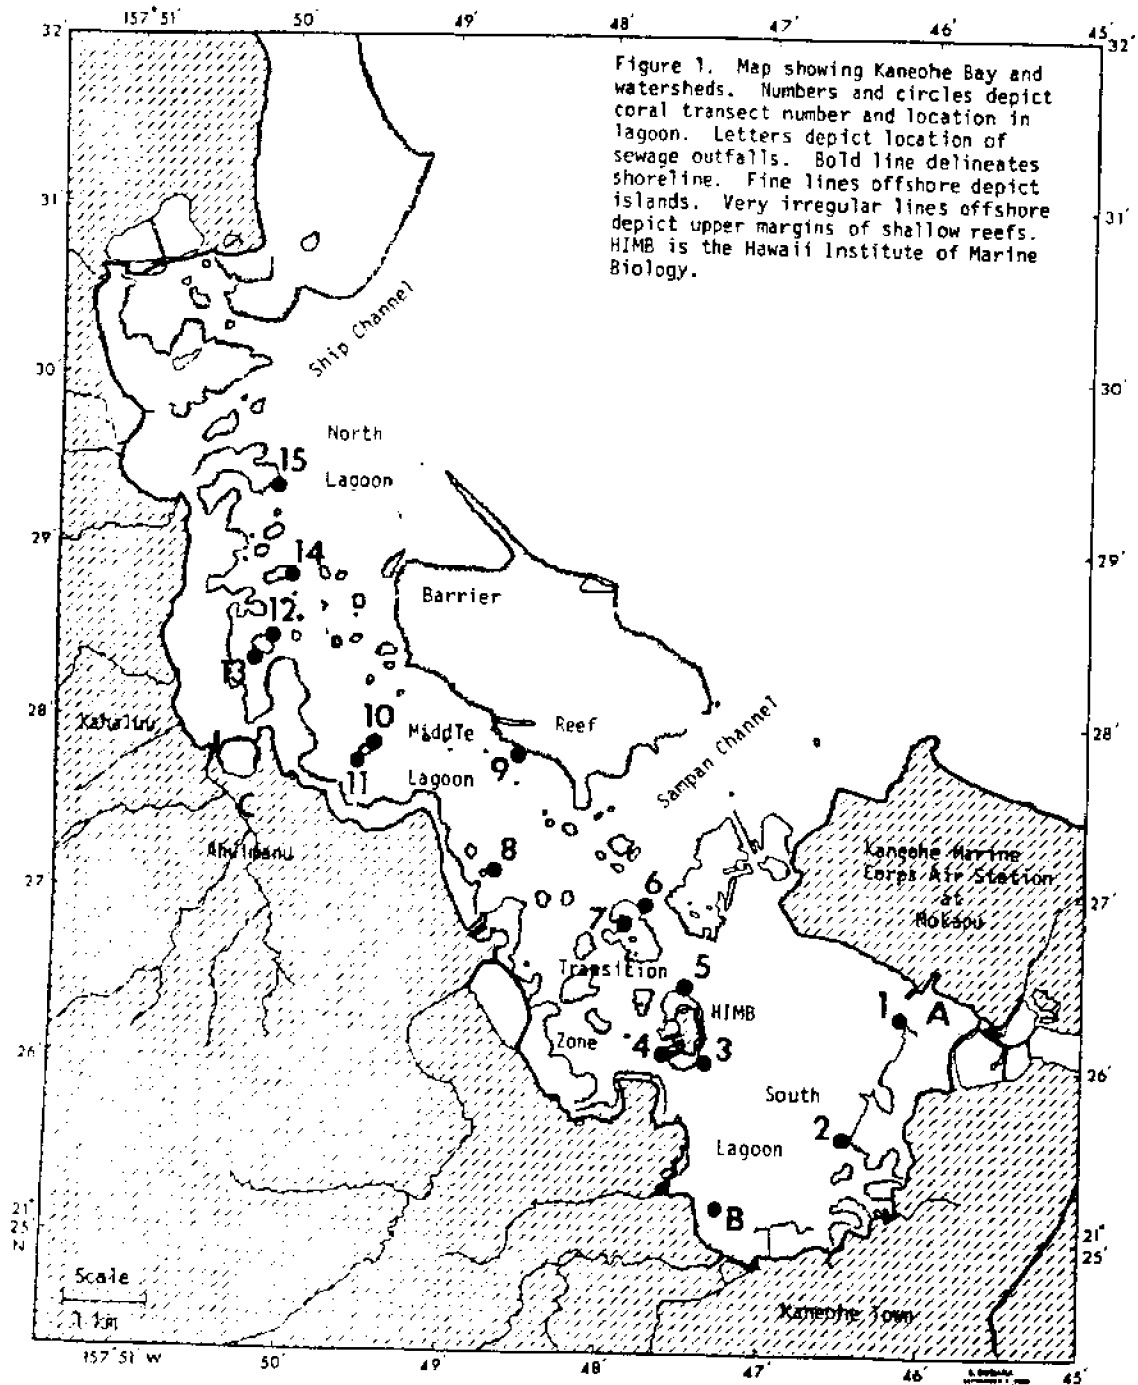 157°51' 50' 49' 48' 47' 46' 45'
32' 32'
Figure 1. Map showing Kaneohe Bay and
watersheds. Numbers and circles depict
coral transect number and location in
lagoon. Letters depict location of
sewage outfalls. Bold line delineates
shoreline. Fine lines offshore depict
islands. Very irregular lines offshore
depict upper margins of shallow reefs.
HIMB is the Hawaii Institute of Marine
Biology.
31' 31'
Ship Channel
30' 30'
North
15
Lagoon
29' 29'
14
Barrier
12
13
28' 28'
Kahaluu
10
Middle
Reef
Sampan Channel
9
11
Lagoon
C
Ahuimanu
8
Kaneohe Marine
Corps Air Station
at
Mokapu
27' 27'
6
7
Transition
5
1
A
HIMB
Zone
4
3
26' 26'
South
2
Lagoon
B
21°
25'
N
21°
25'
Scale
1 km
Kaneohe Town
157°51' W 50' 49' 48' 47' 46' 45'